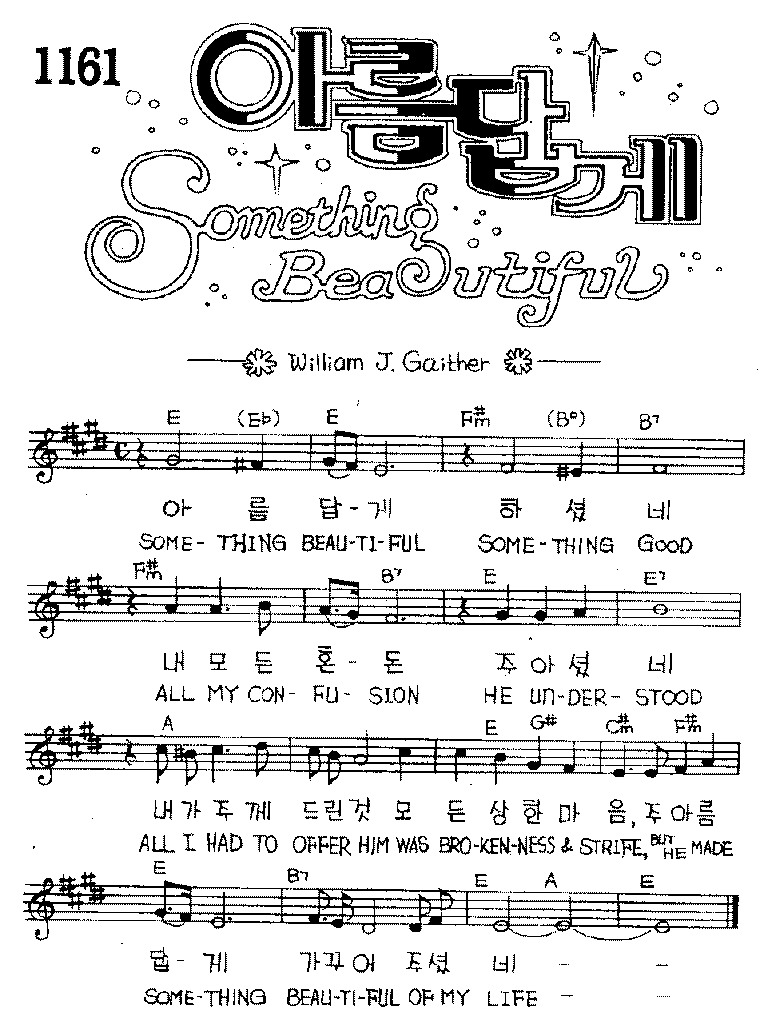 1161
아름답게
Something
Beautiful
William J. Gaither
E (E♭) E F#m (B°) B7
아 름 답 - 게 하 셨 네
SOME- THING BEAU-TI-FUL SOME-THING GOOD
F#m B7 E E7
내 모 든 혼 - 돈 주 아 셨 네
ALL MY CON- FU- SION HE UN-DER- STOOD
A E G# C#m F#m
내 가 주 께 드 린 것 모 든 상 한 마 음, 주 아 름
ALL I HAD TO OFFER HIM WAS BRO-KEN-NESS & STRIFE, BUT HE MADE
E B7 E A E
답 - 게 가 꾸 어 주 셨 네 - -
SOME-THING BEAU-TI-FUL OF MY LIFE - -